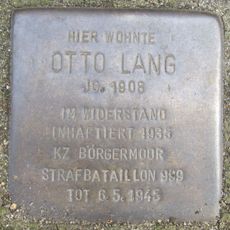 HIER WOHNTE
OTTO LANG
JG. 1908
IM WIDERSTAND
INHAFTIERT 1935
KZ BÖRGERMOOR
STRAFBATAILLON 999
TOT 6.5.1945